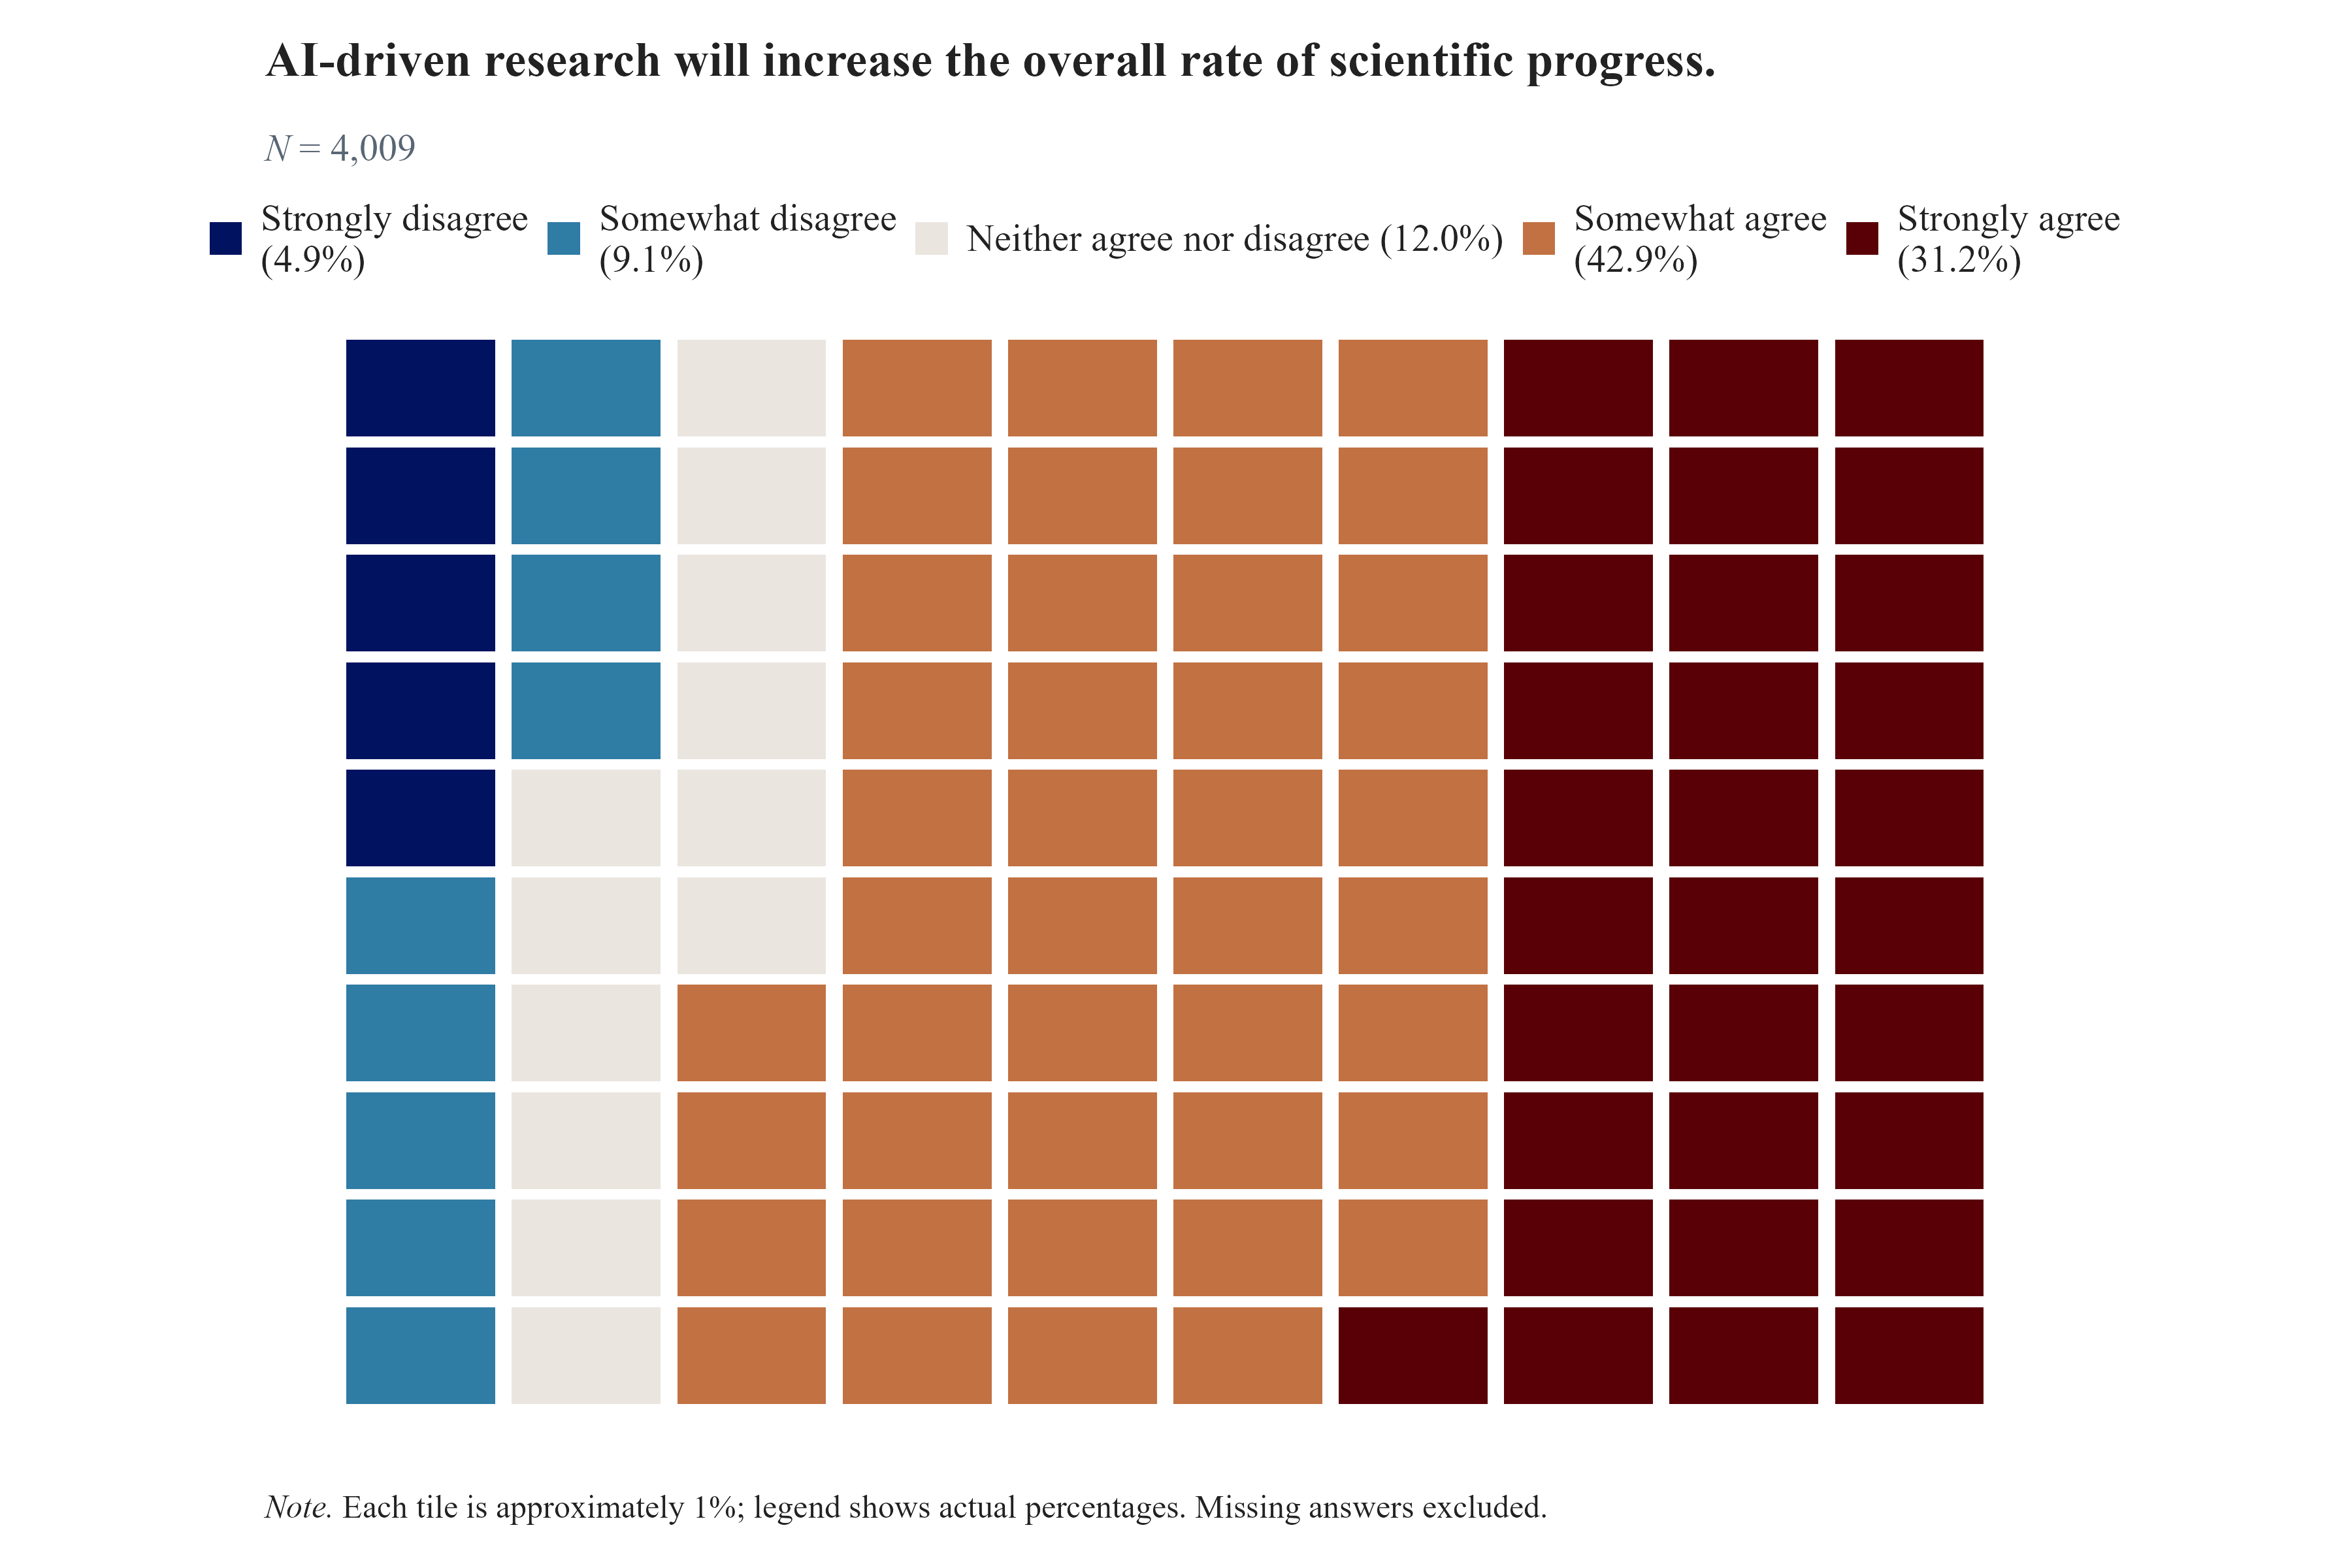 AI-driven research will increase the overall rate of scientific progress.
N = 4,009
Strongly disagree
(4.9%)
Somewhat disagree
(9.1%)
Neither agree nor disagree (12.0%)
Somewhat agree
(42.9%)
Strongly agree
(31.2%)
Note. Each tile is approximately 1%; legend shows actual percentages. Missing answers excluded.